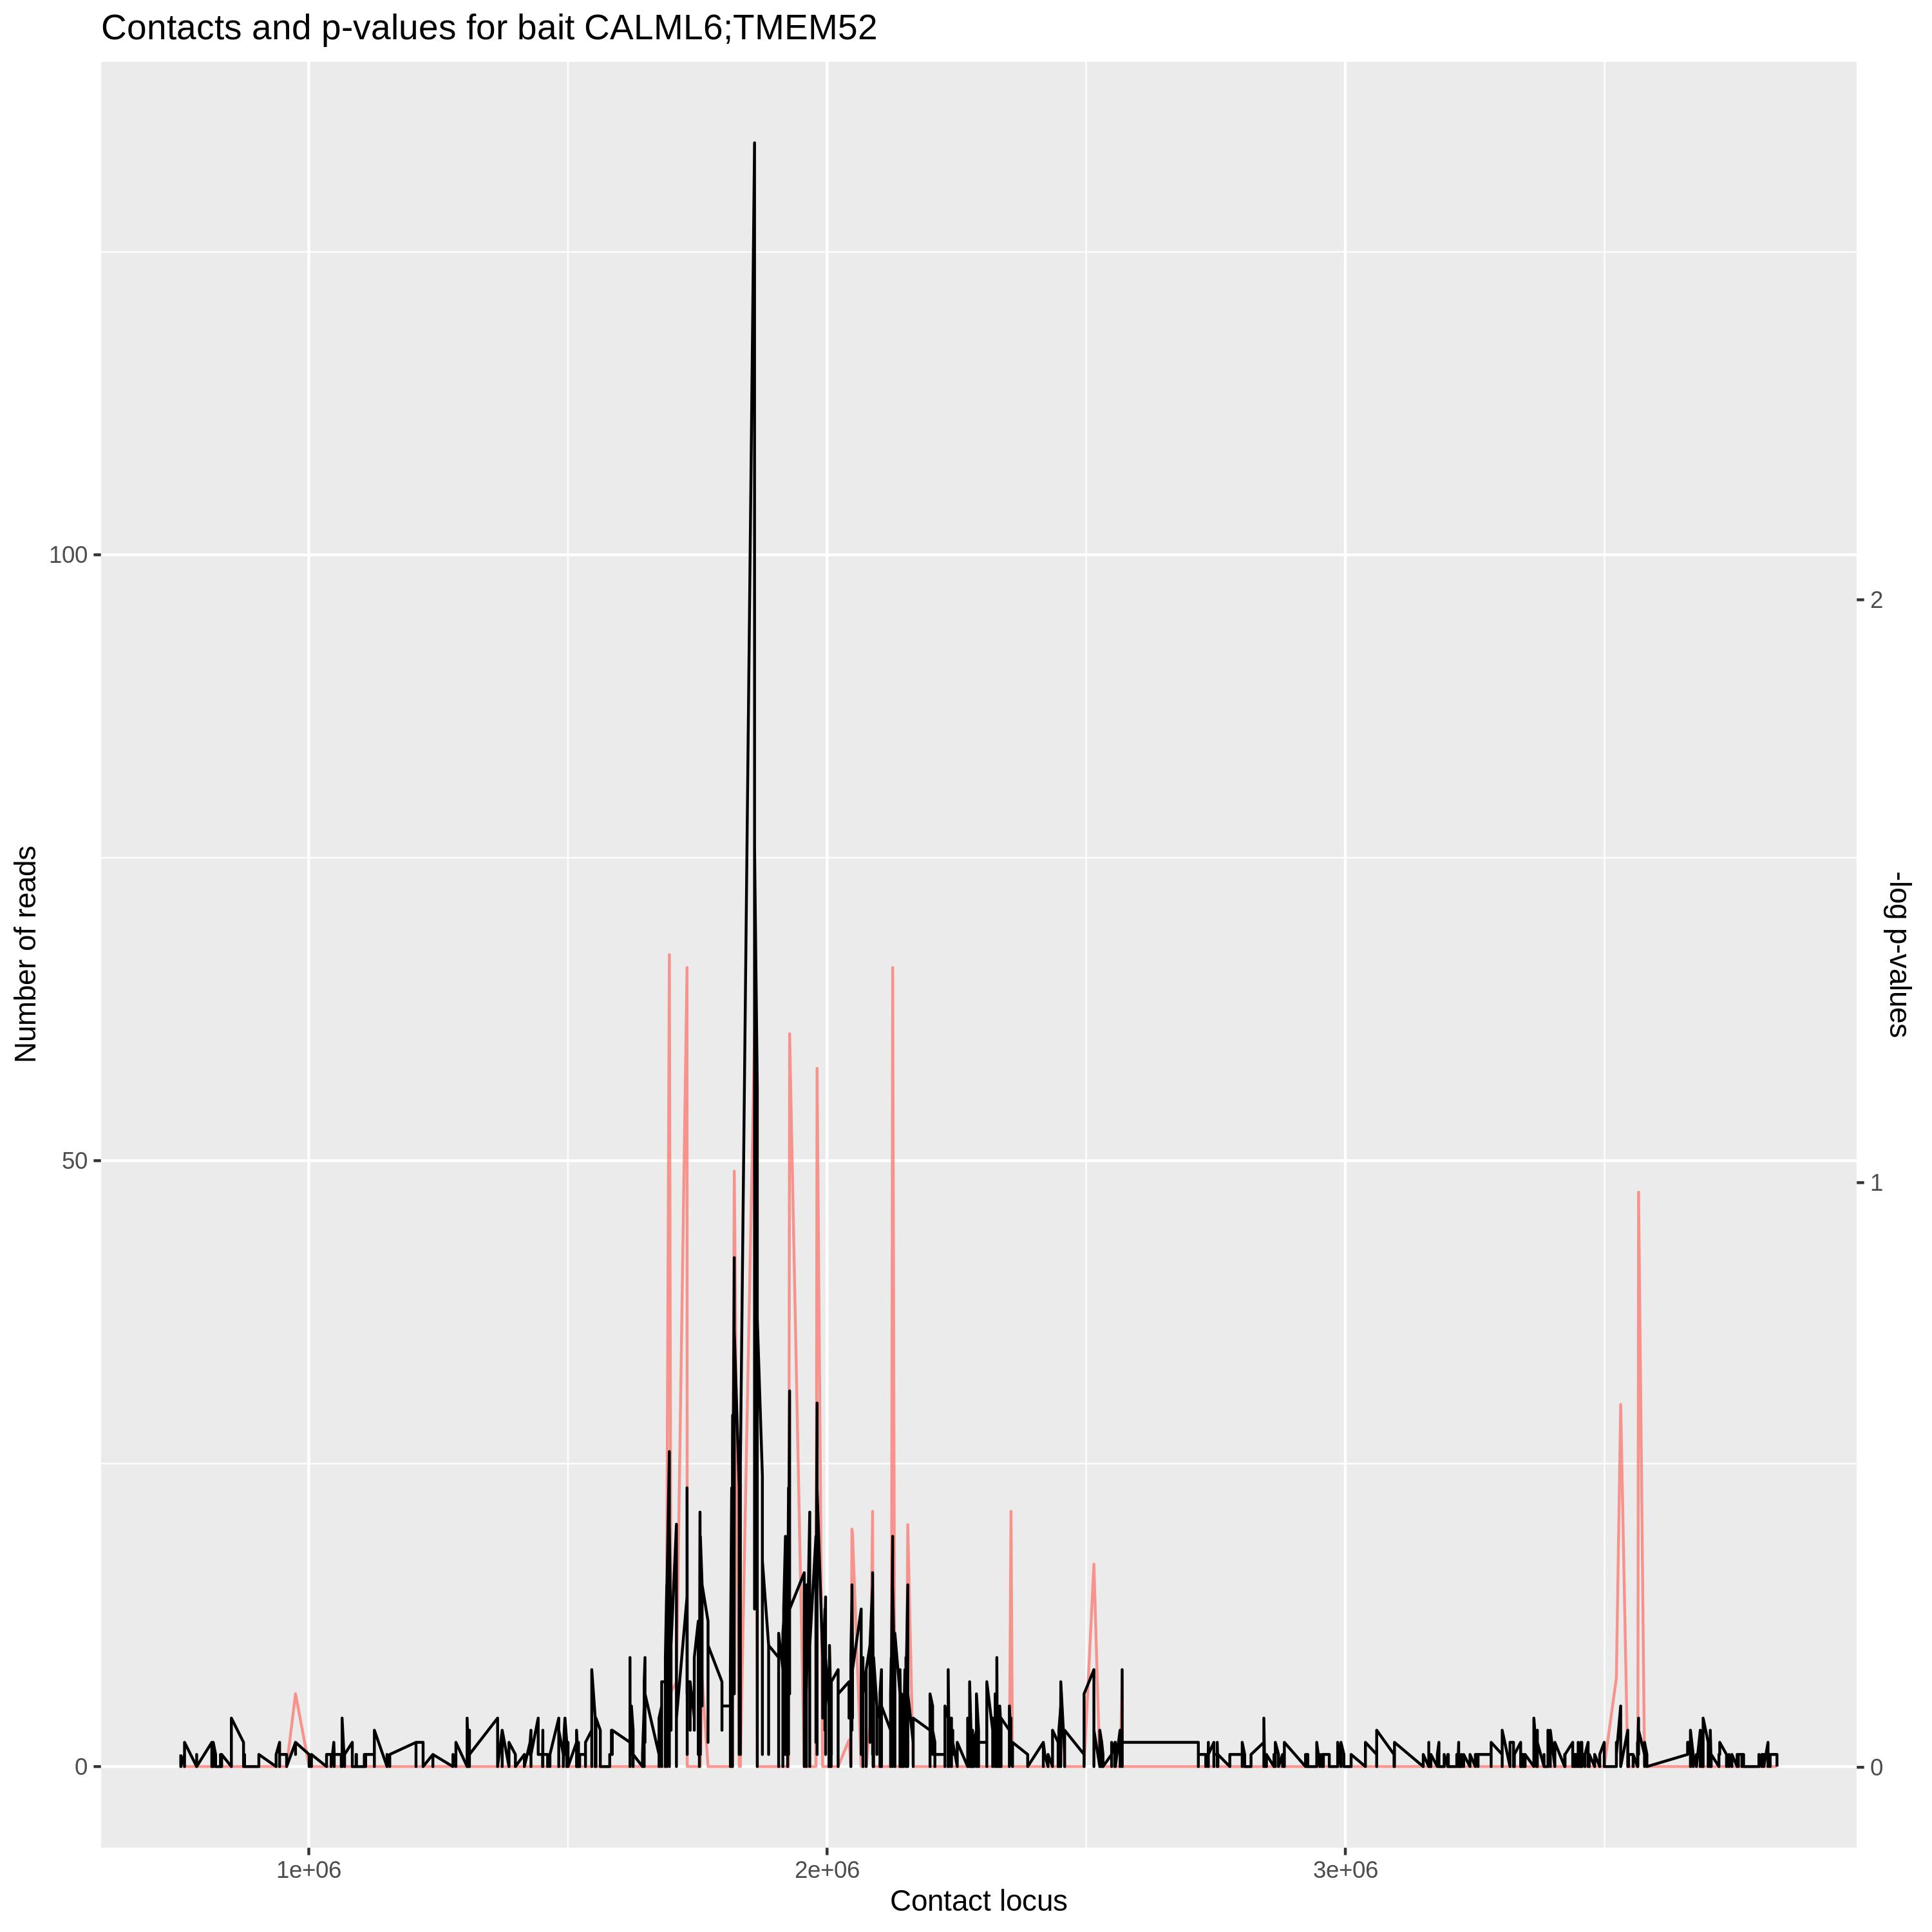 Contacts and p-values for bait CALML6;TMEM52
Number of reads
100
50
0
2
1
0
-log p-values
1e+06
2e+06
3e+06
Contact locus